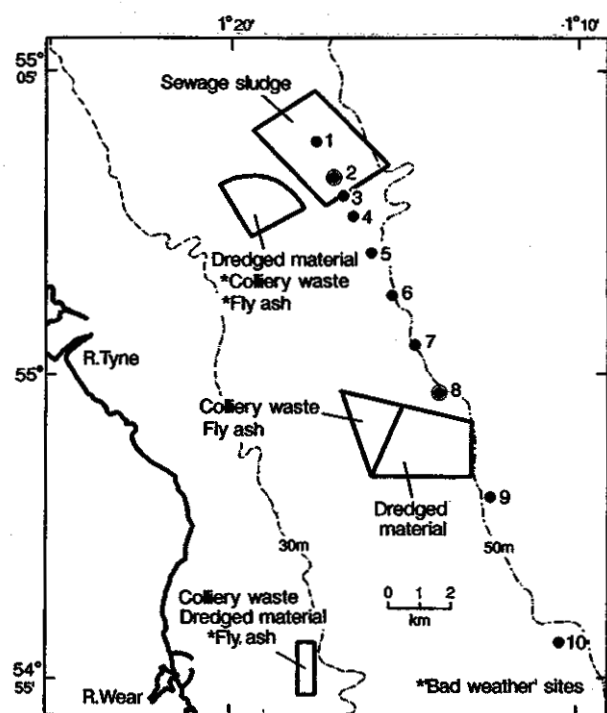 1° 20'
-1° 10'
55°
05'
Sewage sludge
1
2
3
4
Dredged material
*Colliery waste
*Fly ash
5
6
R.Tyne
7
55°
8
Colliery waste
Fly ash
Dredged
material
9
30m
50m
0 1 2
km
Colliery waste
Dredged material
*Fly. ash
10
54°
55'
R.Wear
*'Bad weather' sites